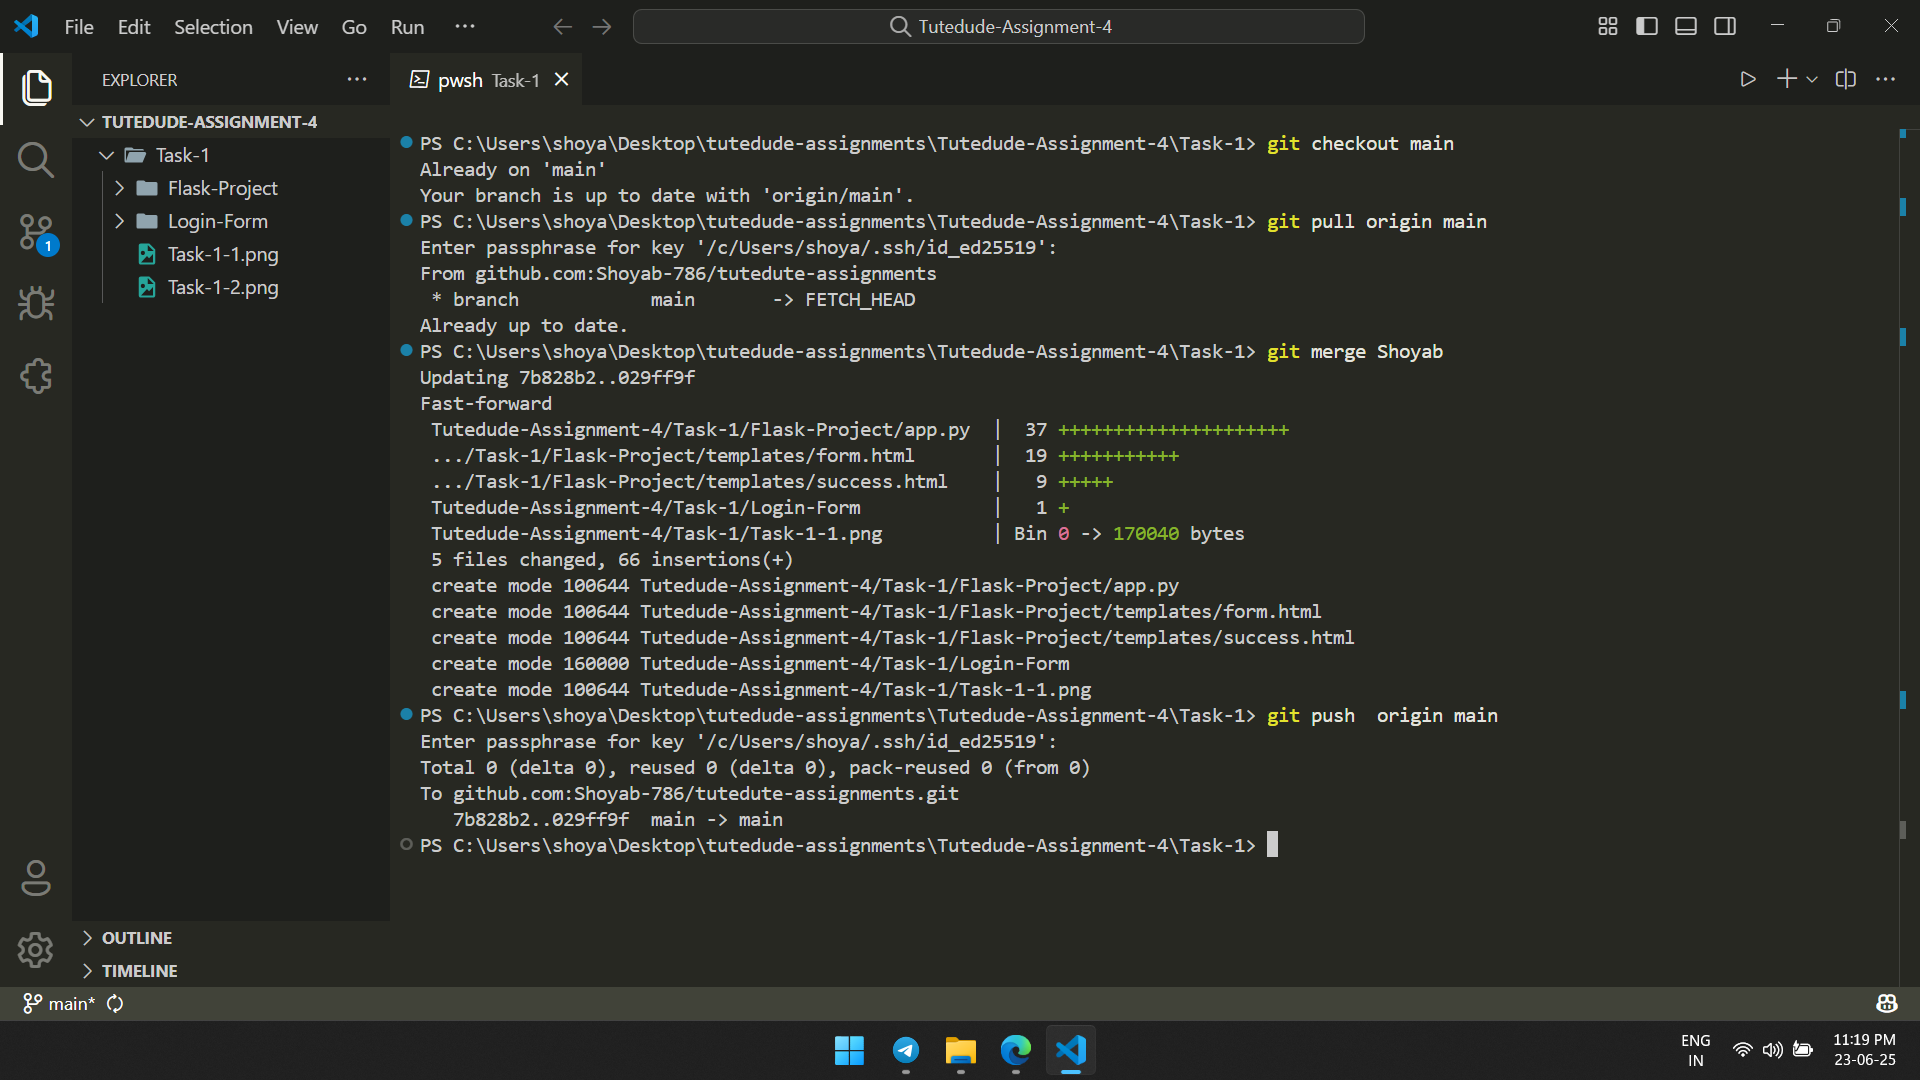 File Edit Selection View Go Run ···
Tutedude-Assignment-4
EXPLORER
pwsh Task-1
TUTEDUDE-ASSIGNMENT-4
Task-1
Flask-Project
Login-Form
Task-1-1.png
Task-1-2.png
1
PS C:\Users\shoya\Desktop\tutedude-assignments\Tutedude-Assignment-4\Task-1> git checkout main
Already on 'main'
Your branch is up to date with 'origin/main'.
PS C:\Users\shoya\Desktop\tutedude-assignments\Tutedude-Assignment-4\Task-1> git pull origin main
Enter passphrase for key '/c/Users/shoya/.ssh/id_ed25519':
From github.com:Shoyab-786/tutedute-assignments
 * branch            main       -> FETCH_HEAD
Already up to date.
PS C:\Users\shoya\Desktop\tutedude-assignments\Tutedude-Assignment-4\Task-1> git merge Shoyab
Updating 7b828b2..029ff9f
Fast-forward
 Tutedude-Assignment-4/Task-1/Flask-Project/app.py  |  37 +++++++++++++++++++++
 .../Task-1/Flask-Project/templates/form.html       |  19 +++++++++++
 .../Task-1/Flask-Project/templates/success.html    |   9 +++++
 Tutedude-Assignment-4/Task-1/Login-Form            |   1 +
 Tutedude-Assignment-4/Task-1/Task-1-1.png          | Bin 0 -> 170040 bytes
 5 files changed, 66 insertions(+)
 create mode 100644 Tutedude-Assignment-4/Task-1/Flask-Project/app.py
 create mode 100644 Tutedude-Assignment-4/Task-1/Flask-Project/templates/form.html
 create mode 100644 Tutedude-Assignment-4/Task-1/Flask-Project/templates/success.html
 create mode 160000 Tutedude-Assignment-4/Task-1/Login-Form
 create mode 100644 Tutedude-Assignment-4/Task-1/Task-1-1.png
PS C:\Users\shoya\Desktop\tutedude-assignments\Tutedude-Assignment-4\Task-1> git push  origin main
Enter passphrase for key '/c/Users/shoya/.ssh/id_ed25519':
Total 0 (delta 0), reused 0 (delta 0), pack-reused 0 (from 0)
To github.com:Shoyab-786/tutedute-assignments.git
   7b828b2..029ff9f  main -> main
PS C:\Users\shoya\Desktop\tutedude-assignments\Tutedude-Assignment-4\Task-1>
OUTLINE
TIMELINE
main*
ENG
IN
11:19 PM
23-06-25